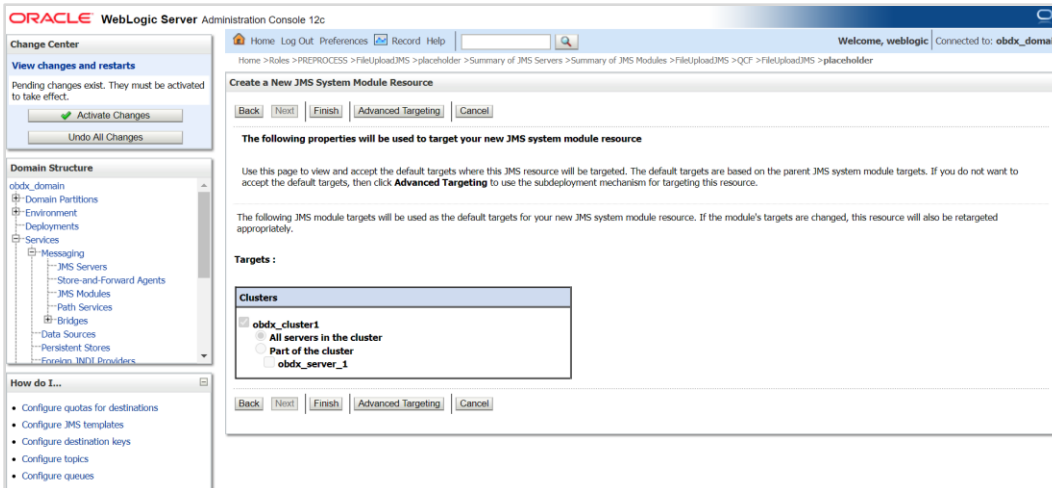 ORACLE WebLogic Server Administration Console 12c
Change Center
View changes and restarts
Pending changes exist. They must be activated
to take effect.
Activate Changes
Undo All Changes
Domain Structure
obdx_domain
Domain Partitions
Environment
Deployments
Services
Messaging
JMS Servers
Store-and-Forward Agents
JMS Modules
Path Services
Bridges
Data Sources
Persistent Stores
Foreign JNDI Providers
How do I...
Configure quotas for destinations
Configure JMS templates
Configure destination keys
Configure topics
Configure queues
Home Log Out Preferences Record Help
Welcome, weblogic Connected to: obdx_domai
Home >Roles >PREPROCESS >FileUploadJMS >placeholder >Summary of JMS Servers >Summary of JMS Modules >FileUploadJMS >QCF >FileUploadJMS >placeholder
Create a New JMS System Module Resource
Back Next Finish Advanced Targeting Cancel
The following properties will be used to target your new JMS system module resource
Use this page to view and accept the default targets where this JMS resource will be targeted. The default targets are based on the parent JMS system module targets. If you do not want to
accept the default targets, then click Advanced Targeting to use the subdeployment mechanism for targeting this resource.
The following JMS module targets will be used as the default targets for your new JMS system module resource. If the module's targets are changed, this resource will also be retargeted
appropriately.
Targets :
Clusters
obdx_cluster1
All servers in the cluster
Part of the cluster
obdx_server_1
Back Next Finish Advanced Targeting Cancel